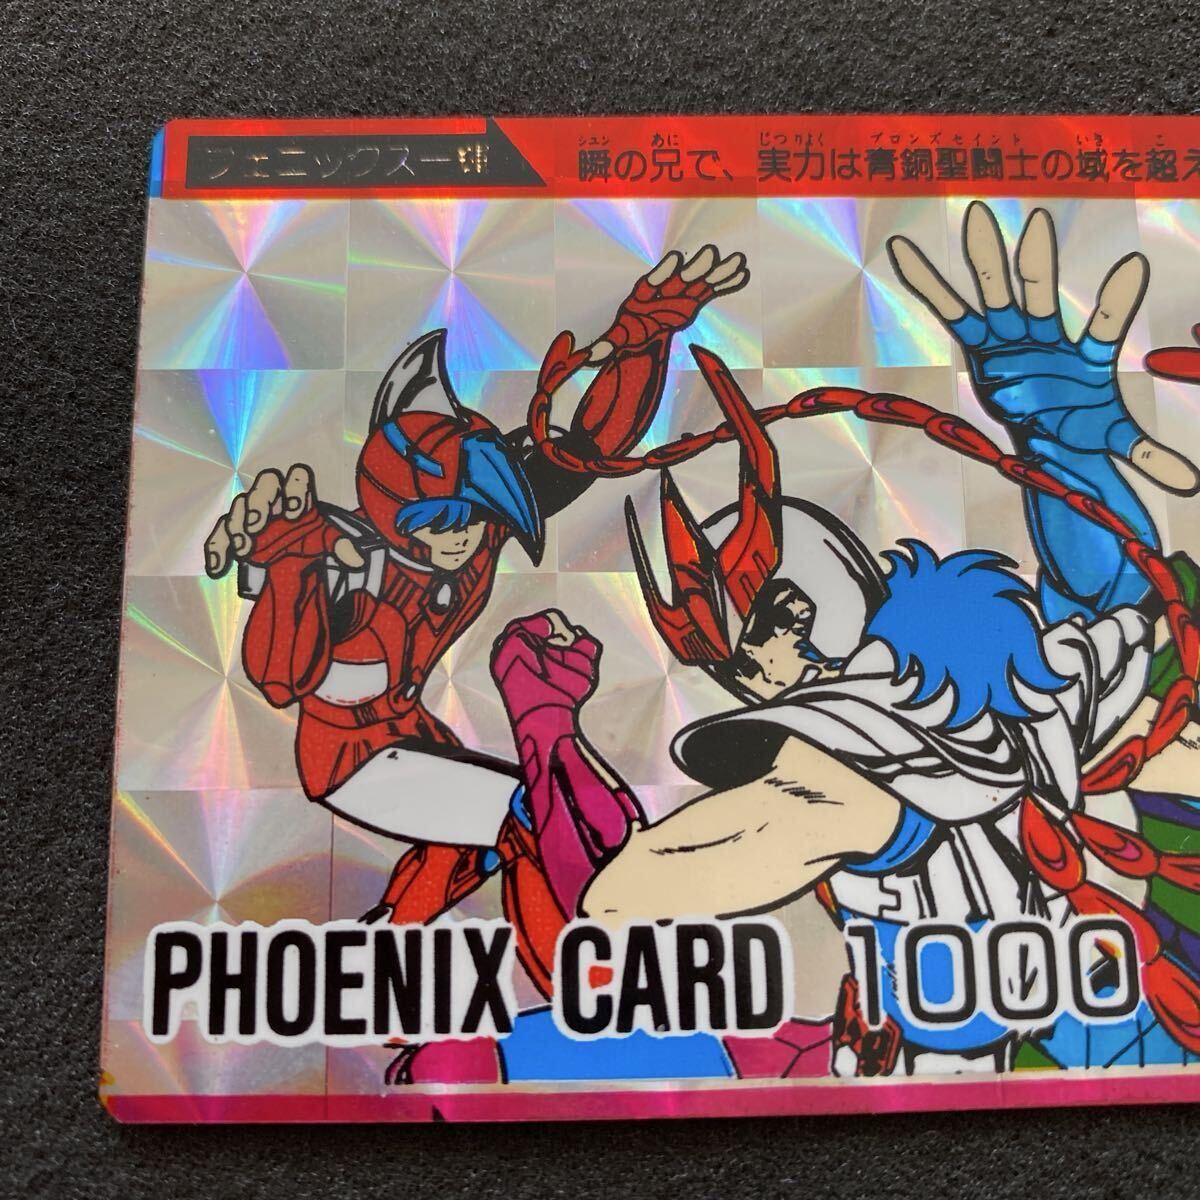 フェニックス一輝
瞬の兄で、実力は青銅聖闘士の域を超え
シュン あに じつりよく ブロンズセイント いき こ
PHOENIX CARD 1000